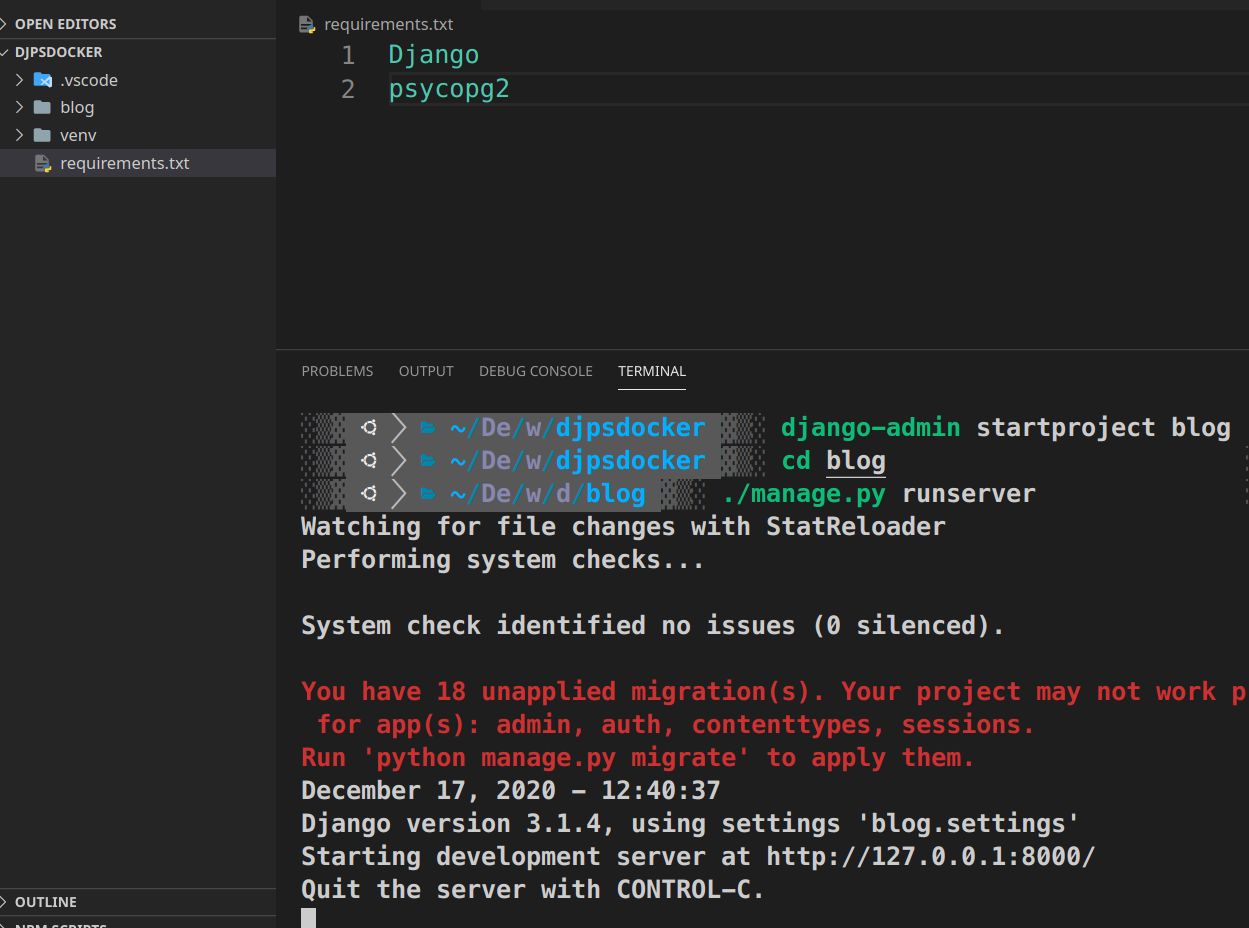 OPEN EDITORS
DJPSDOCKER
.vscode
blog
venv
requirements.txt
OUTLINE
NPM SCRIPTS
requirements.txt
1 Django
2 psycopg2
PROBLEMS OUTPUT DEBUG CONSOLE TERMINAL
~/De/w/djpsdocker django-admin startproject blog
~/De/w/djpsdocker cd blog
~/De/w/d/blog ./manage.py runserver
Watching for file changes with StatReloader
Performing system checks...
System check identified no issues (0 silenced).
You have 18 unapplied migration(s). Your project may not work p
for app(s): admin, auth, contenttypes, sessions.
Run 'python manage.py migrate' to apply them.
December 17, 2020 - 12:40:37
Django version 3.1.4, using settings 'blog.settings'
Starting development server at http://127.0.0.1:8000/
Quit the server with CONTROL-C.